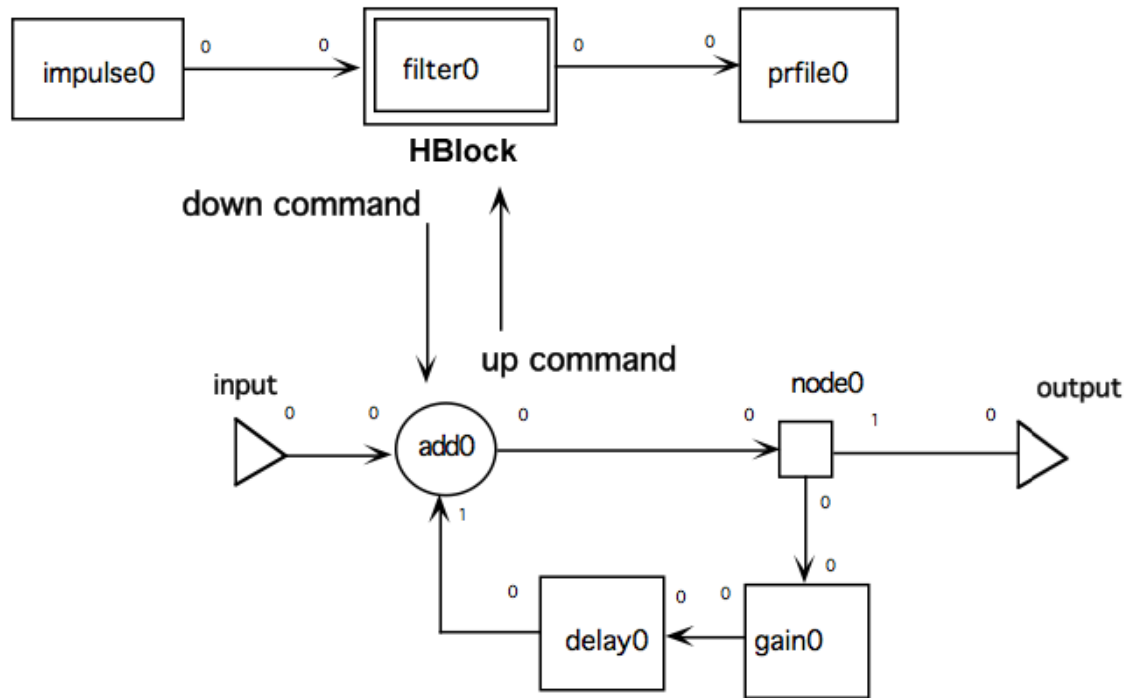 0 0 0 0
impulse0 filter0 prfile0
HBlock
down command
up command
input node0 output
0 0 0 0 1 0
add0
1 0
0 0 0 0
delay0 gain0